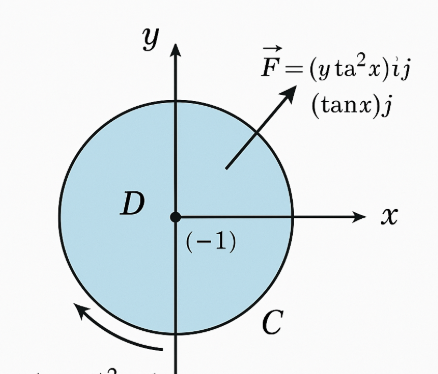 y
F⃗ = (y ta²x)ij
(tanx)j
D
x
(−1)
C